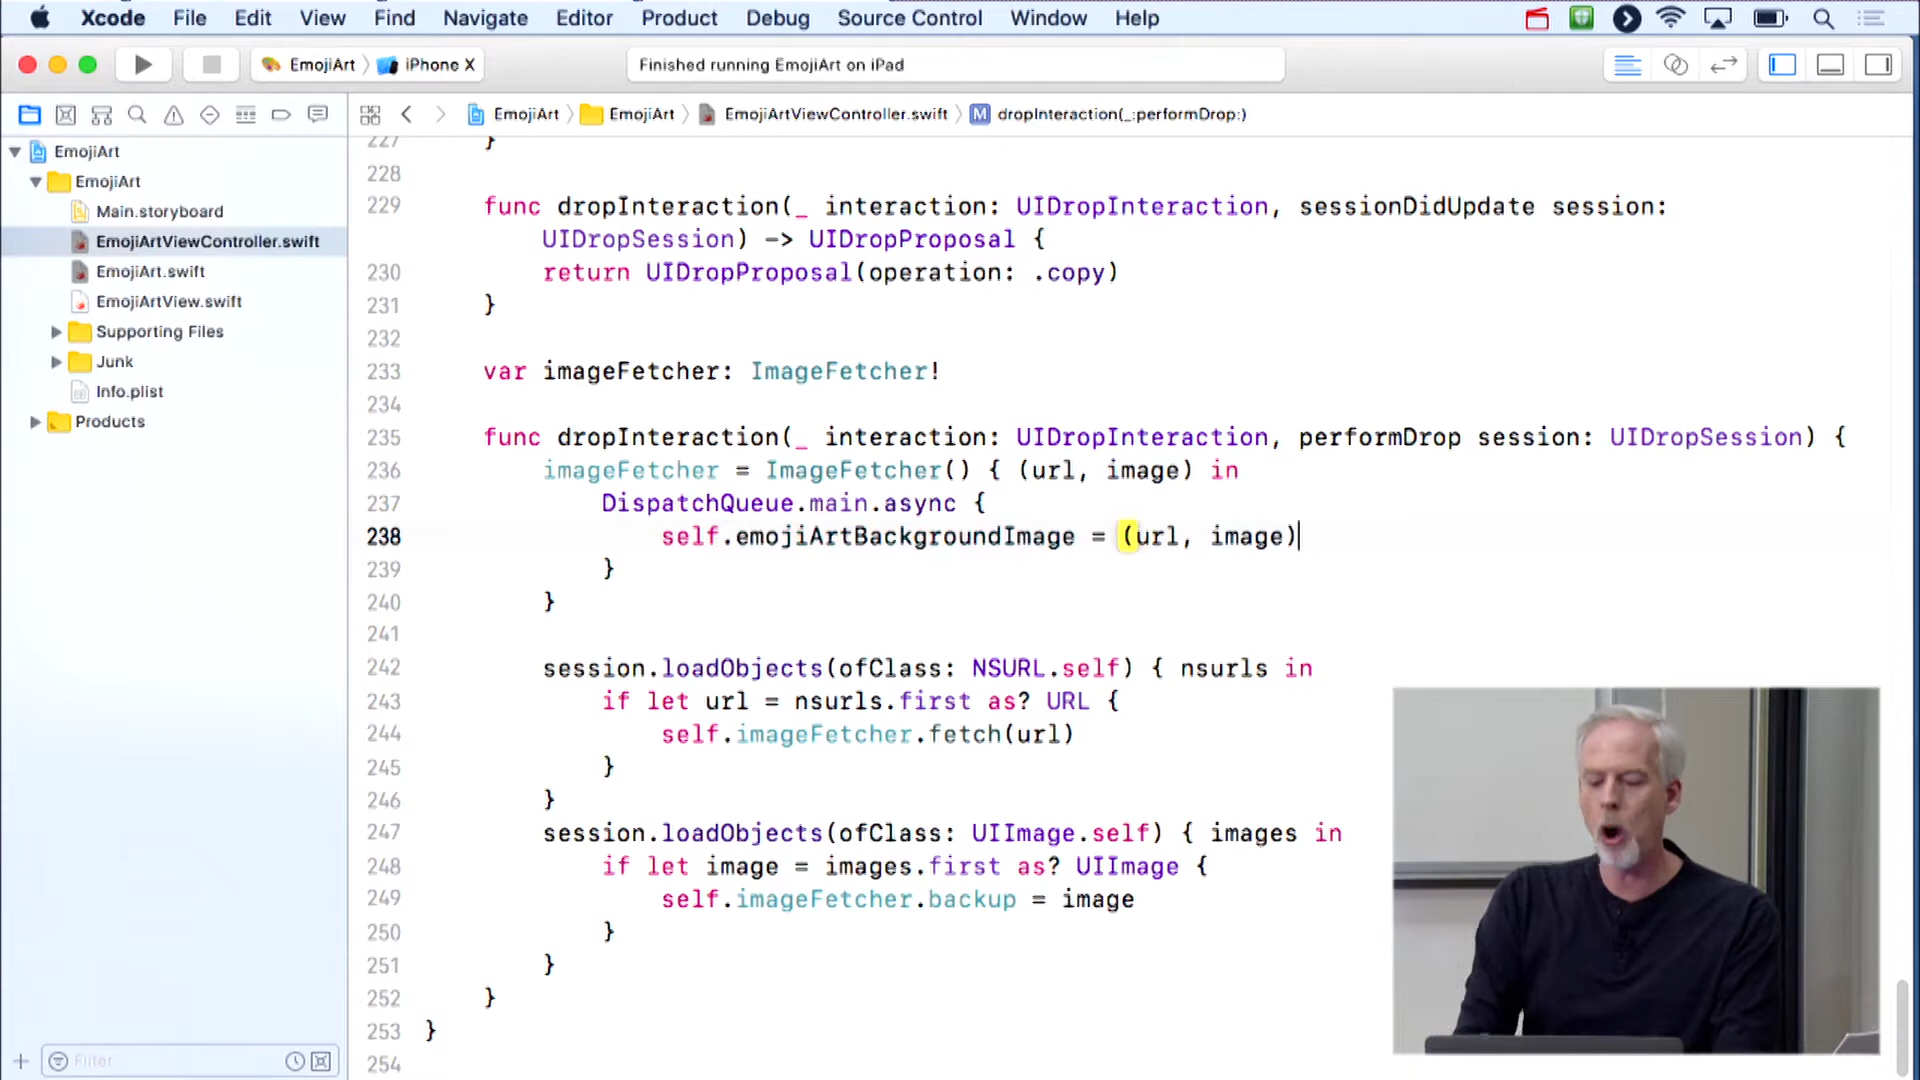 Xcode File Edit View Find Navigate Editor Product Debug Source Control Window Help
EmojiArt iPhone X
Finished running EmojiArt on iPad
EmojiArt EmojiArt EmojiArtViewController.swift M dropInteraction(_:performDrop:)
EmojiArt
EmojiArt
Main.storyboard
EmojiArtViewController.swift
EmojiArt.swift
EmojiArtView.swift
Supporting Files
Junk
Info.plist
Products
Filter
227 }
228
229 func dropInteraction(_ interaction: UIDropInteraction, sessionDidUpdate session:
UIDropSession) -> UIDropProposal {
230 return UIDropProposal(operation: .copy)
231 }
232
233 var imageFetcher: ImageFetcher!
234
235 func dropInteraction(_ interaction: UIDropInteraction, performDrop session: UIDropSession) {
236 imageFetcher = ImageFetcher() { (url, image) in
237 DispatchQueue.main.async {
238 self.emojiArtBackgroundImage = (url, image)
239 }
240 }
241
242 session.loadObjects(ofClass: NSURL.self) { nsurls in
243 if let url = nsurls.first as? URL {
244 self.imageFetcher.fetch(url)
245 }
246 }
247 session.loadObjects(ofClass: UIImage.self) { images in
248 if let image = images.first as? UIImage {
249 self.imageFetcher.backup = image
250 }
251 }
252 }
253 }
254